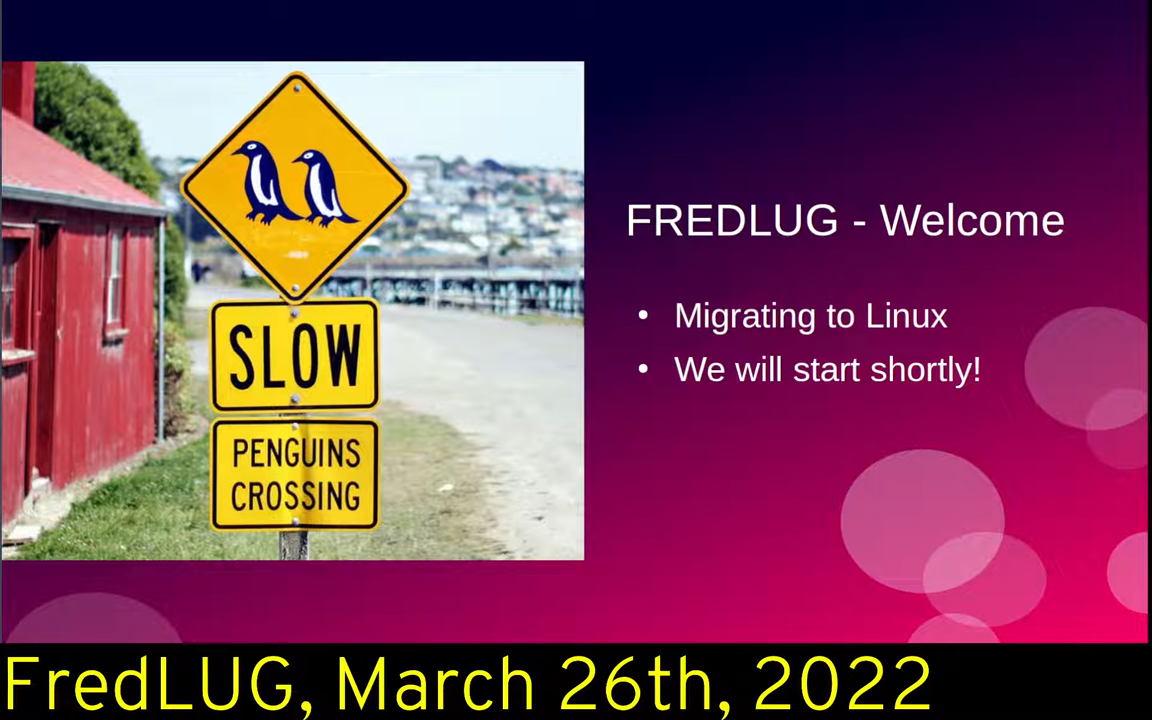 SLOW
PENGUINS
CROSSING
FREDLUG - Welcome
• Migrating to Linux
• We will start shortly!
FredLUG, March 26th, 2022